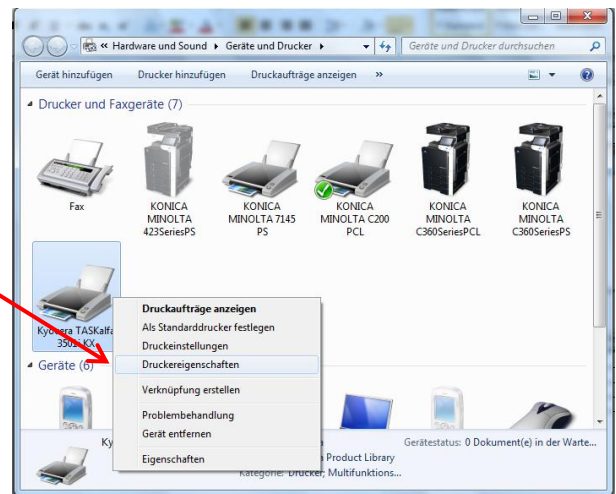 « Hardware und Sound ▸ Geräte und Drucker ▸
Geräte und Drucker durchsuchen
Gerät hinzufügen Drucker hinzufügen Druckaufträge anzeigen »
Drucker und Faxgeräte (7)
Fax
KONICA
MINOLTA
423SeriesPS
KONICA
MINOLTA 7145
PS
KONICA
MINOLTA C200
PCL
KONICA
MINOLTA
C360SeriesPCL
KONICA
MINOLTA
C360SeriesPS
Kyocera TASKalfa
3501i KX
Druckaufträge anzeigen
Als Standarddrucker festlegen
Druckeinstellungen
Druckereigenschaften
Verknüpfung erstellen
Problembehandlung
Gerät entfernen
Eigenschaften
Geräte (6)
Ky
Gerätestatus: 0 Dokument(e) in der Warte...
Product Library
Kategorie: Drucker, Multifunktions...